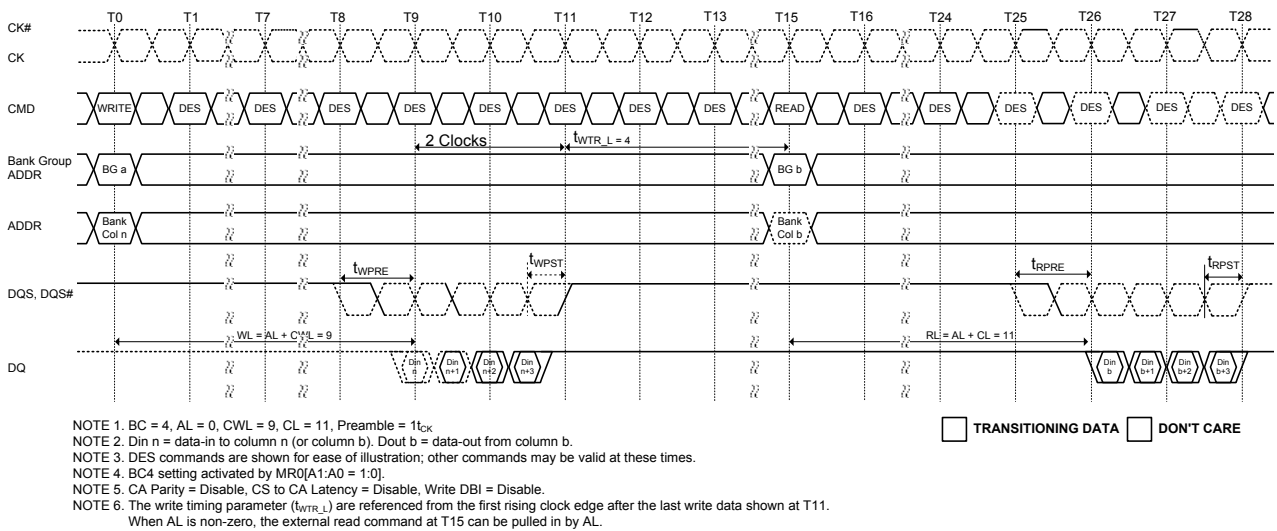 T0 T1 T7 T8 T9 T10 T11 T12 T13 T15 T16 T24 T25 T26 T27 T28
CK#
CK
CMD WRITE DES DES DES DES DES DES DES DES READ DES DES DES DES DES DES
2 Clocks tWTR_L = 4
Bank Group
ADDR
BG a BG b
ADDR
Bank
Col n
Bank
Col b
tWPRE tWPST tRPRE tRPST
DQS, DQS#
WL = AL + CWL = 9 RL = AL + CL = 11
DQ
Din
n
Din
n+1
Din
n+2
Din
n+3
Din
b
Din
b+1
Din
b+2
Din
b+3
NOTE 1. BC = 4, AL = 0, CWL = 9, CL = 11, Preamble = 1tCK
NOTE 2. Din n = data-in to column n (or column b). Dout b = data-out from column b.
NOTE 3. DES commands are shown for ease of illustration; other commands may be valid at these times.
NOTE 4. BC4 setting activated by MR0[A1:A0 = 1:0].
NOTE 5. CA Parity = Disable, CS to CA Latency = Disable, Write DBI = Disable.
NOTE 6. The write timing parameter (tWTR_L) are referenced from the first rising clock edge after the last write data shown at T11.
When AL is non-zero, the external read command at T15 can be pulled in by AL.
TRANSITIONING DATA DON'T CARE